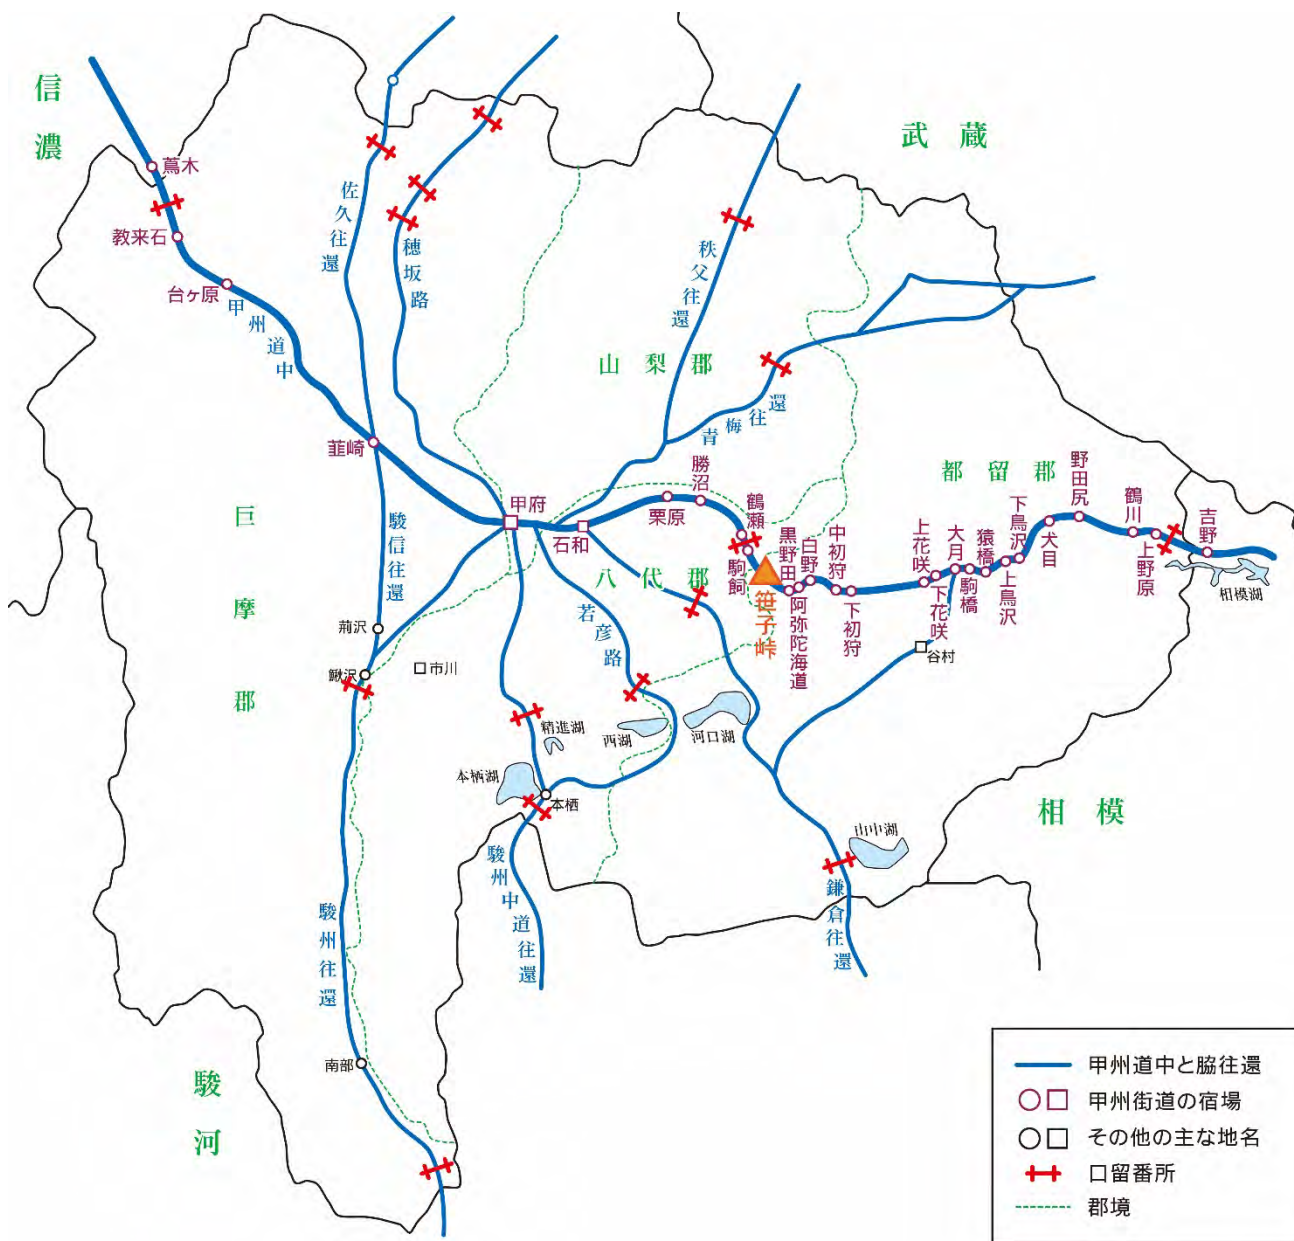 信濃
武蔵
蔦木
教来石
台ヶ原
甲州道中
佐久往還
穂坂路
秩父往還
山梨郡
青梅往還
韮崎
甲府
石和
栗原
勝沼
鶴瀬
駒飼
笹子峠
黒野田
阿弥陀海道
白野
中初狩
下初狩
上花咲
下花咲
大月
駒橋
猿橋
上鳥沢
下鳥沢
犬目
野田尻
鶴川
上野原
吉野
相模湖
都留郡
八代郡
巨摩郡
駿信往還
荊沢
鰍沢
市川
若彦路
谷村
精進湖
西湖
河口湖
本栖湖
本栖
山中湖
相模
駿州中道往還
鎌倉往還
駿州往還
南部
駿河
甲州道中と脇往還
甲州街道の宿場
その他の主な地名
口留番所
郡境